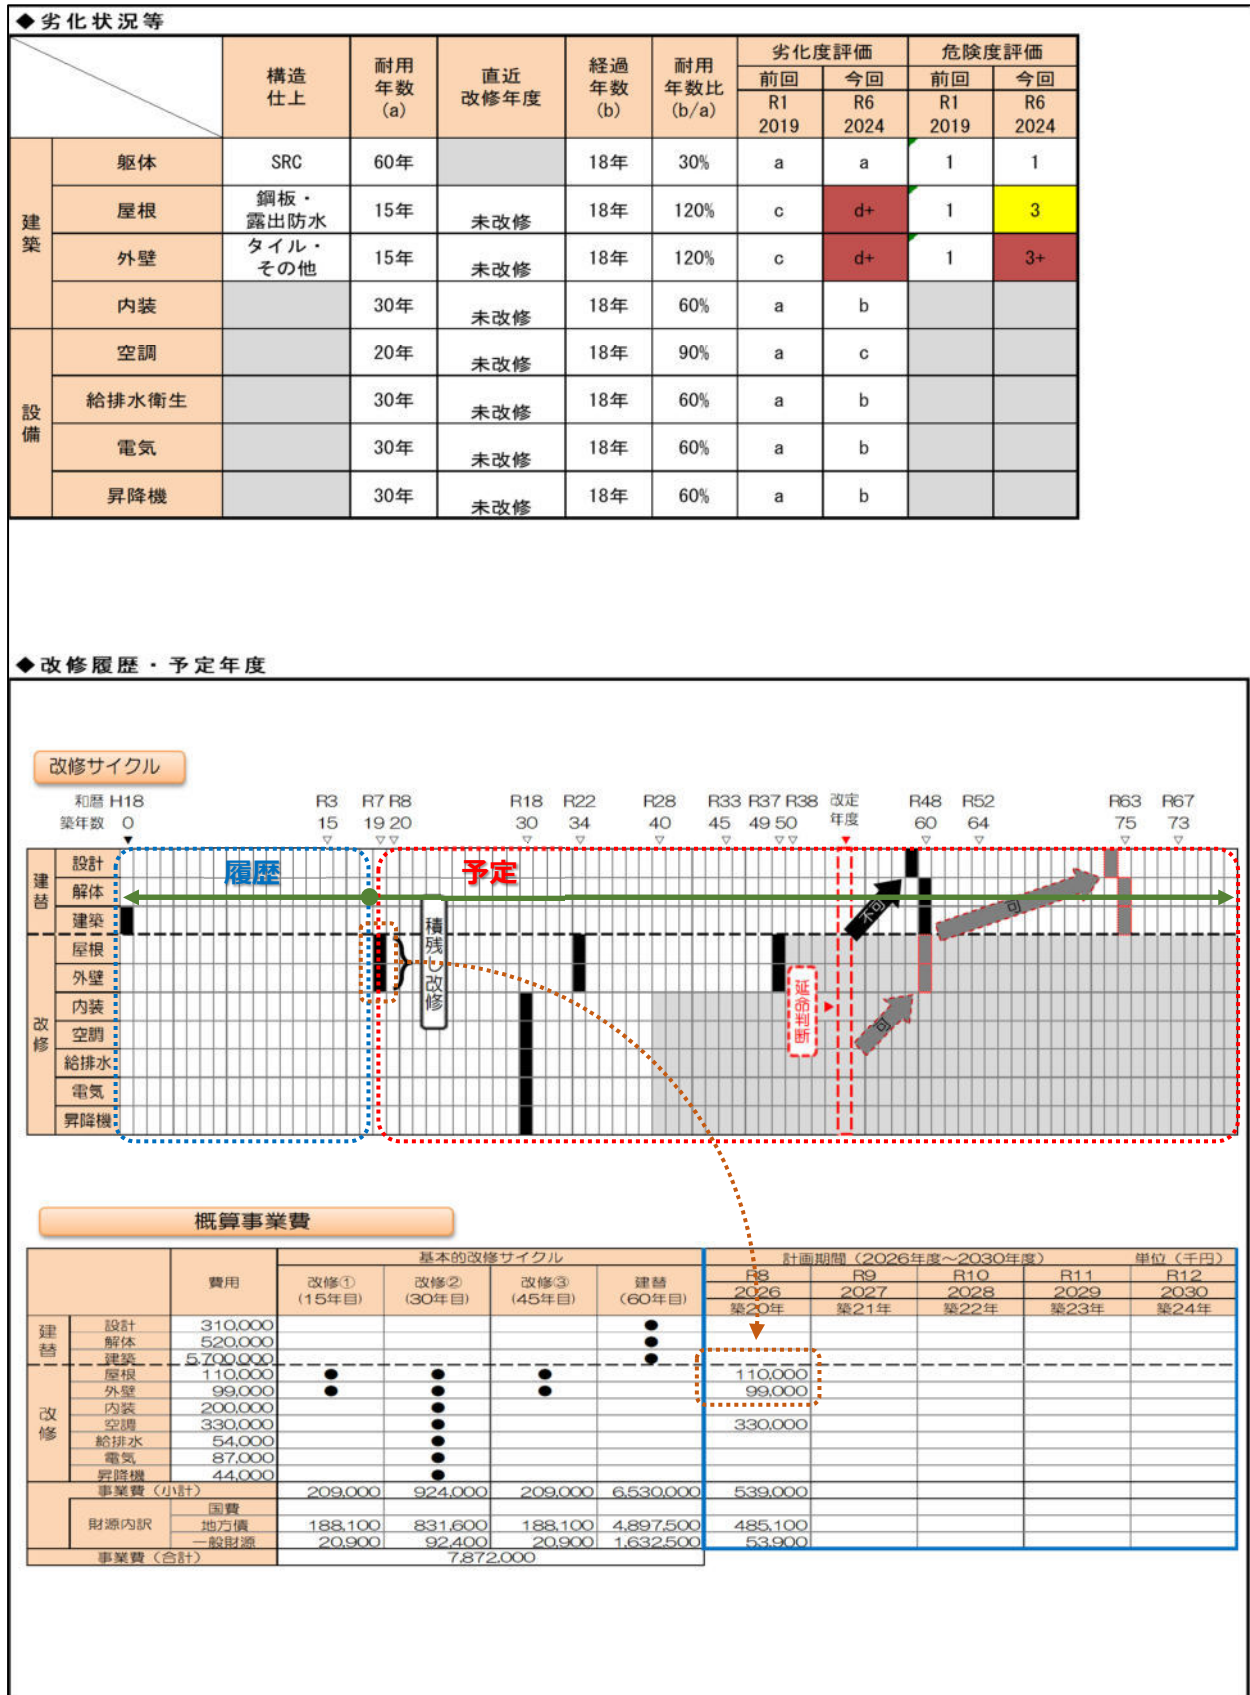 ◆劣化状況等
構造仕上 耐用年数(a) 直近改修年度 経過年数(b) 耐用年数比(b/a) 劣化度評価 危険度評価
前回 今回 前回 今回
R1 R6 R1 R6
2019 2024 2019 2024
建築
躯体 SRC 60年 18年 30% a a 1 1
屋根 鋼板・露出防水 15年 未改修 18年 120% c d+ 1 3
外壁 タイル・その他 15年 未改修 18年 120% c d+ 1 3+
内装 30年 未改修 18年 60% a b
設備
空調 20年 未改修 18年 90% a c
給排水衛生 30年 未改修 18年 60% a b
電気 30年 未改修 18年 60% a b
昇降機 30年 未改修 18年 60% a b
◆改修履歴・予定年度
改修サイクル
和暦 H18 R3 R7 R8 R18 R22 R28 R33 R37 R38 改定年度 R48 R52 R63 R67
築年数 0 15 19 20 30 34 40 45 49 50 60 64 75 73
建替
設計 履歴 予定
解体
建築 不可 可
改修
屋根 積残し改修
外壁 延命判断
内装
空調 可
給排水
電気
昇降機
概算事業費
費用 基本的改修サイクル 計画期間（2026年度～2030年度） 単位（千円）
改修① 改修② 改修③ 建替 R8 R9 R10 R11 R12
(15年目) (30年目) (45年目) (60年目) 2026 2027 2028 2029 2030
築20年 築21年 築22年 築23年 築24年
建替
設計 310,000 ●
解体 520,000 ●
建築 5,700,000 ●
改修
屋根 110,000 ● ● ● 110,000
外壁 99,000 ● ● ● 99,000
内装 200,000 ●
空調 330,000 ● 330,000
給排水 54,000 ●
電気 87,000 ●
昇降機 44,000 ●
事業費（小計） 209,000 924,000 209,000 6,530,000 539,000
財源内訳
国費
地方債 188,100 831,600 188,100 4,897,500 485,100
一般財源 20,900 92,400 20,900 1,632,500 53,900
事業費（合計） 7,872,000